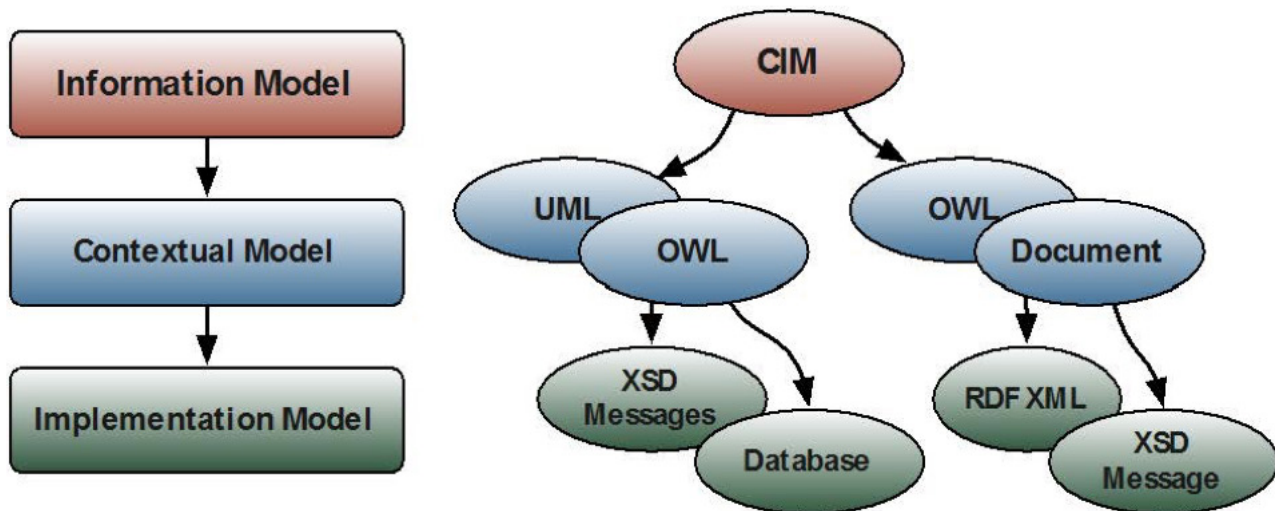 Information Model
Contextual Model
Implementation Model
CIM
UML
OWL
OWL
Document
XSD
Messages
Database
RDF XML
XSD
Message